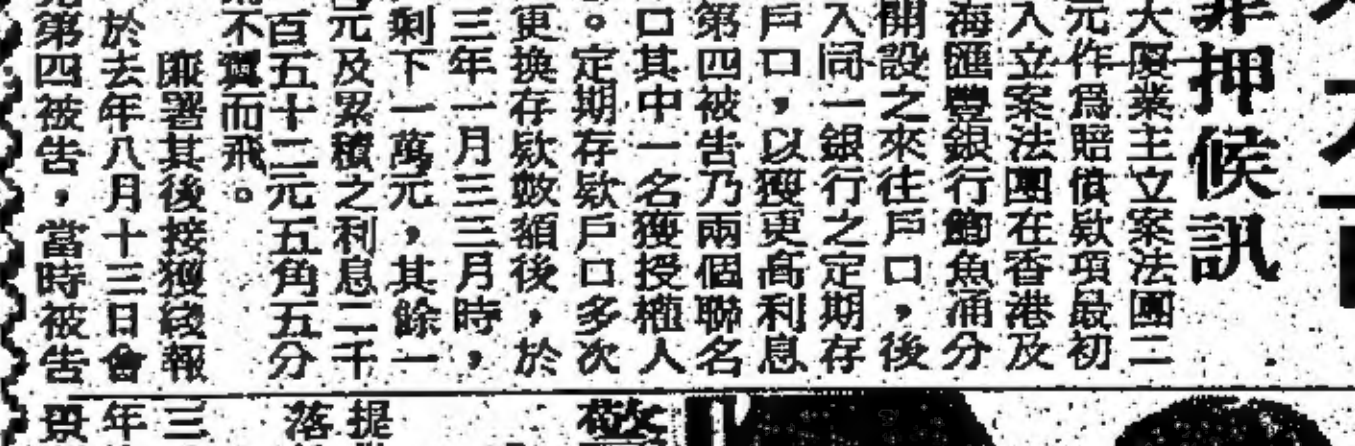 押候訊
大廈業主立案法團二
元作爲賠償欵項最初
入立案法團在香港及
海匯豐銀行鰂魚涌分
開設之來往戶口，後
入同一銀行之定期存
戶口，以獲更高利息
第四被告乃兩個聯名
口其中一名獲授權人
。定期存欵戶口多次
更換存欵數額後，於
三年一月三三月時，
剩下一萬元，其餘一
元及累積之利息二千
百五十二元五角五分
不翼而飛。
廉署其後接獲綫報
於去年八月十三日會
第四被告，當時被告
警
提
落
三
年